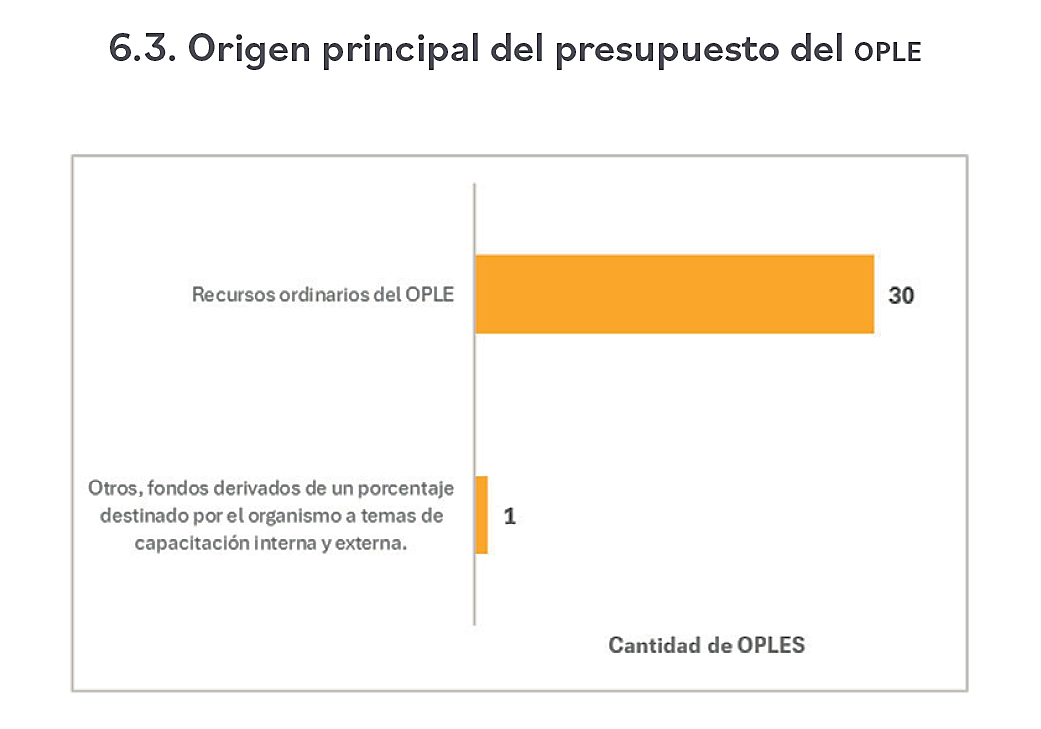 6.3. Origen principal del presupuesto del OPLE
Recursos ordinarios del OPLE
30
Otros, fondos derivados de un porcentaje
destinado por el organismo a temas de
capacitación interna y externa.
1
Cantidad de OPLES